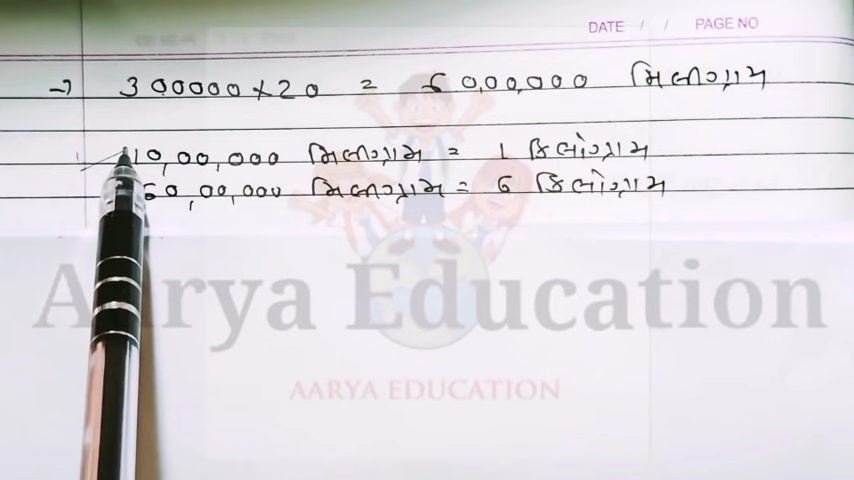 DATE / / PAGE NO
→ 300000 × 20 = 60,00,000 મિલીગ્રામ
10,00,000 મિલીગ્રામ = 1 કિલોગ્રામ
60,00,000 મિલીગ્રામ = 6 કિલોગ્રામ
Aarya Education
AARYA EDUCATION